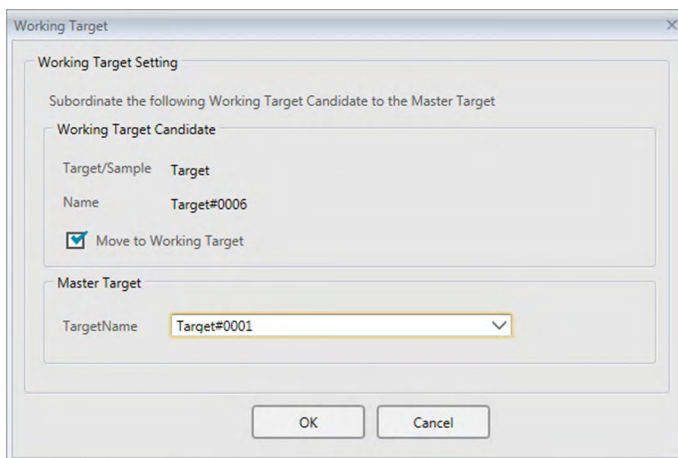 Working Target
Working Target Setting
Subordinate the following Working Target Candidate to the Master Target
Working Target Candidate
Target/Sample Target
Name Target#0006
Move to Working Target
Master Target
TargetName Target#0001
OK Cancel